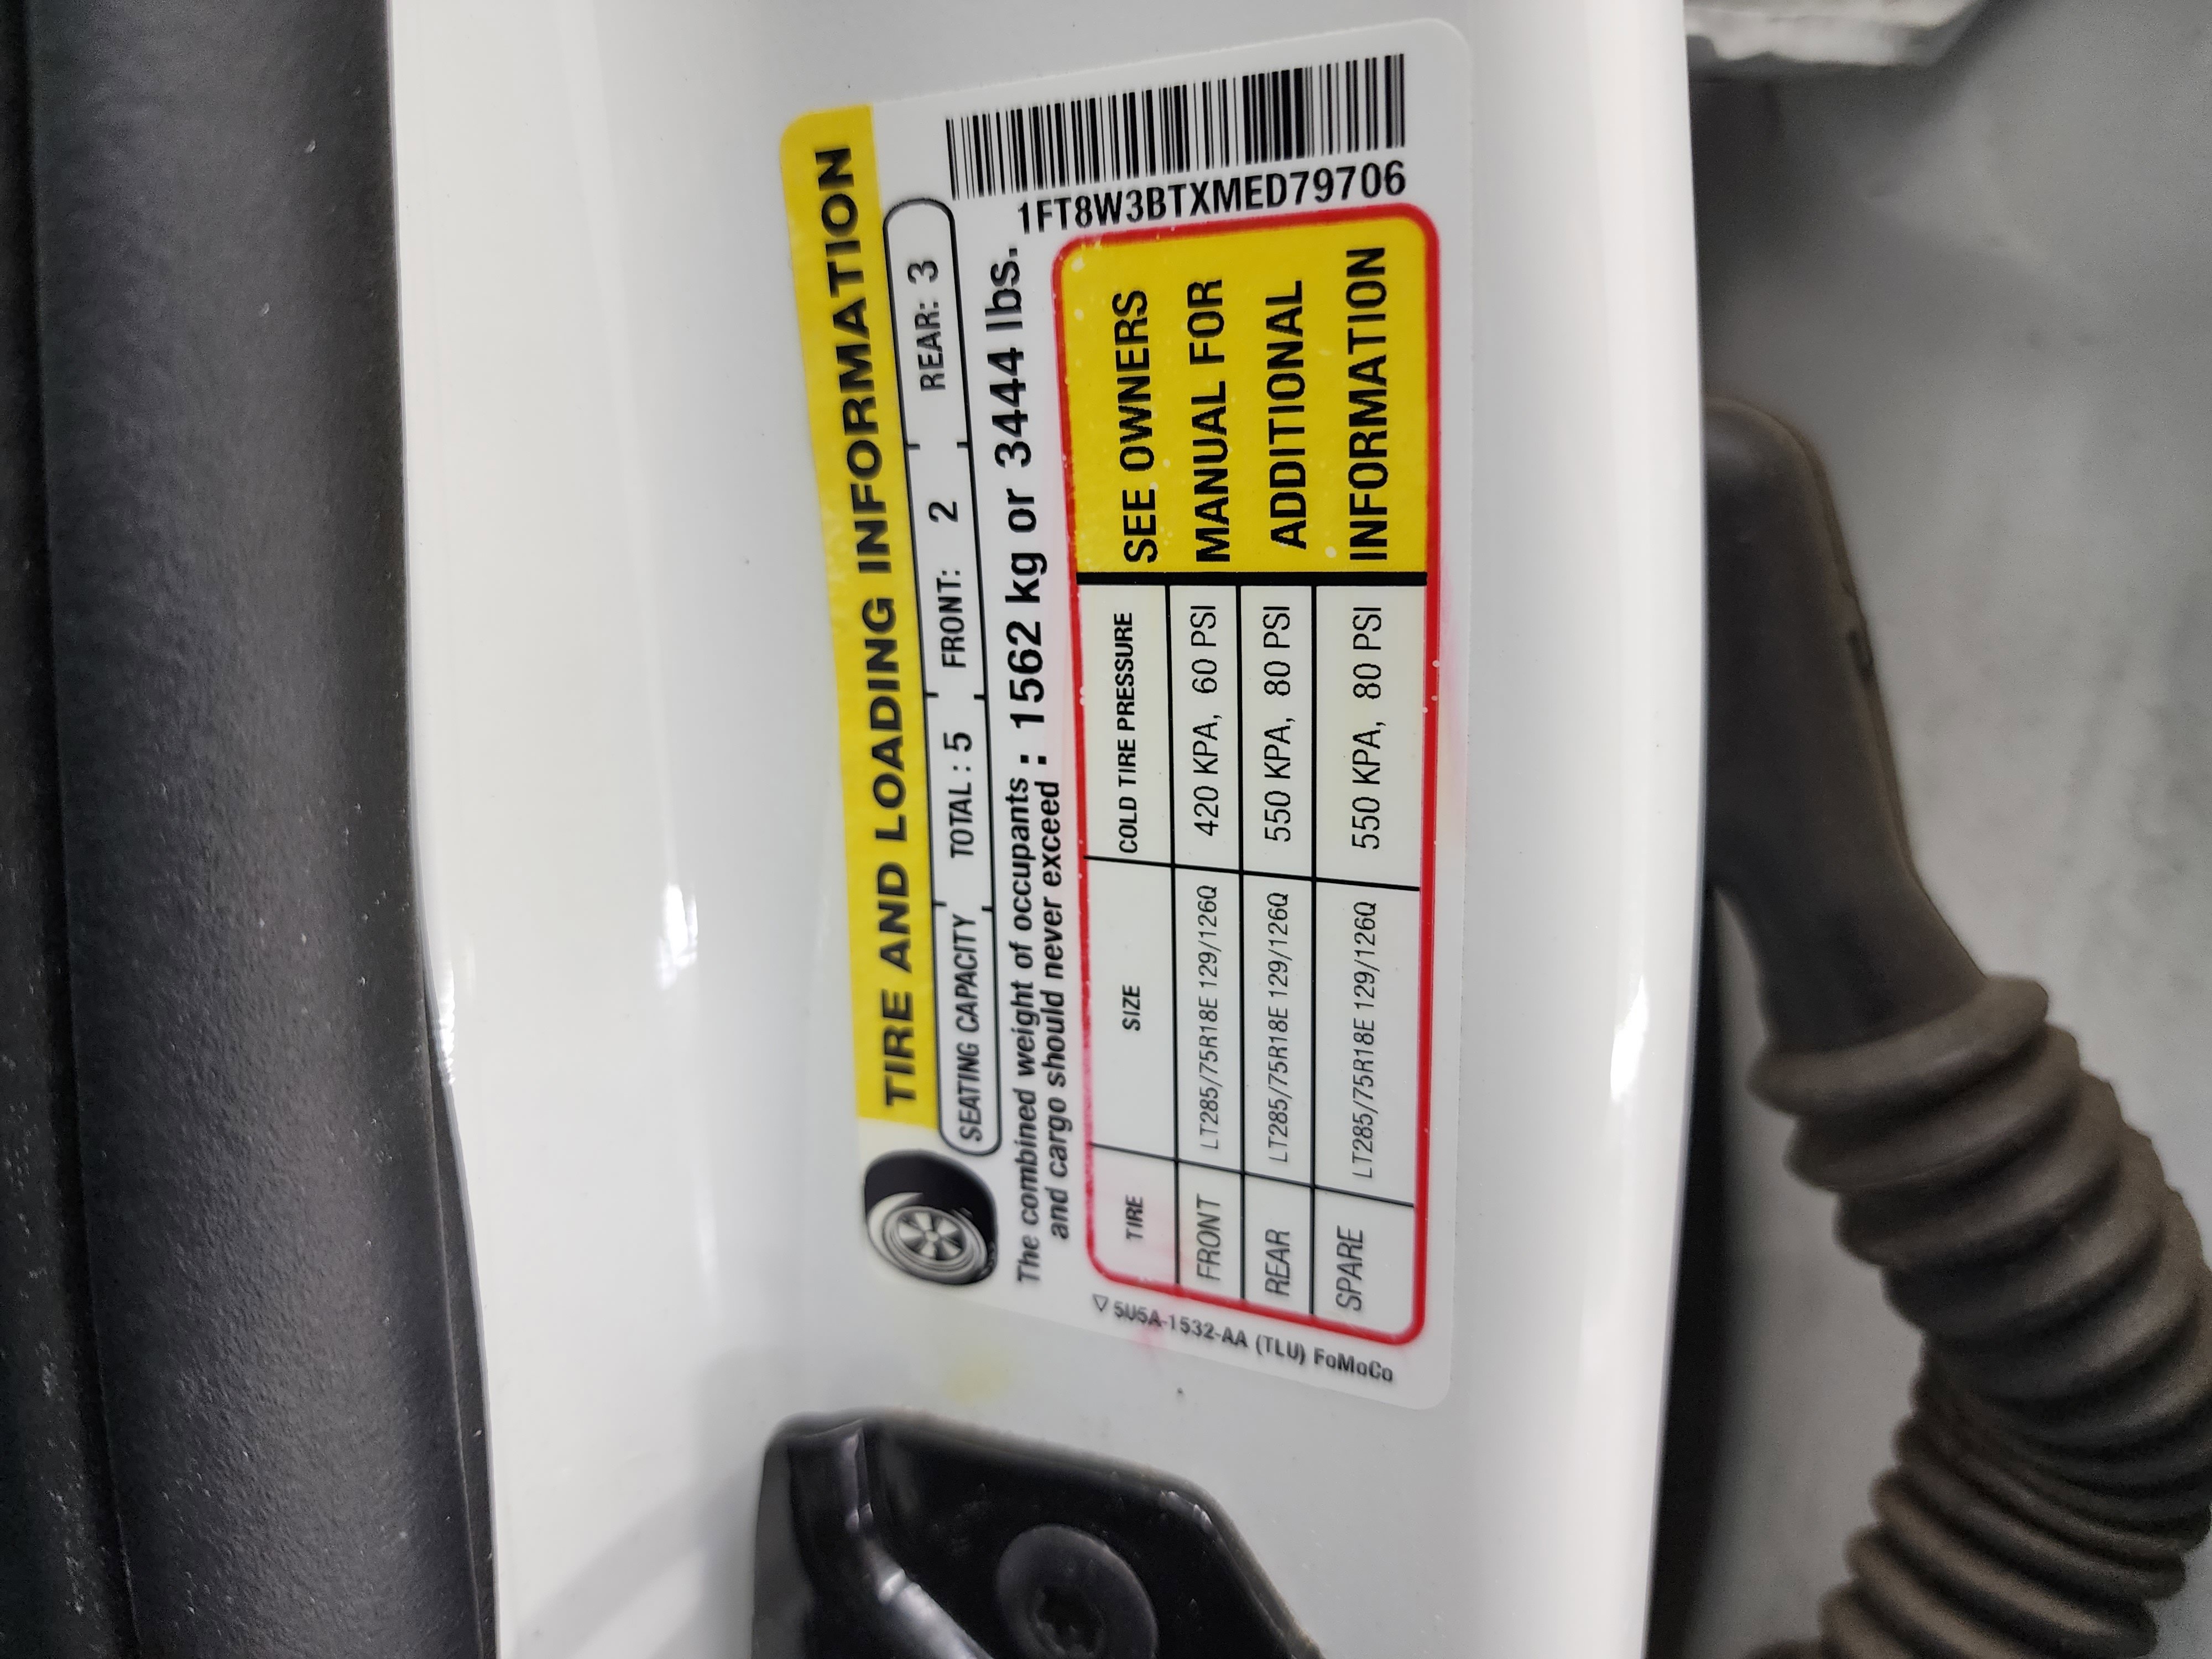 TIRE AND LOADING INFORMATION
SEATING CAPACITY TOTAL : 5 FRONT: 2 REAR: 3
The combined weight of occupants : 1562 kg or 3444 lbs.
and cargo should never exceed :
1FT8W3BTXMED79706
TIRE SIZE COLD TIRE PRESSURE
FRONT LT285/75R18E 129/126Q 420 KPA, 60 PSI
REAR LT285/75R18E 129/126Q 550 KPA, 80 PSI
SPARE LT285/75R18E 129/126Q 550 KPA, 80 PSI
SEE OWNERS
MANUAL FOR
ADDITIONAL
INFORMATION
▽ 5U5A-1532-AA (TLU) FoMoCo